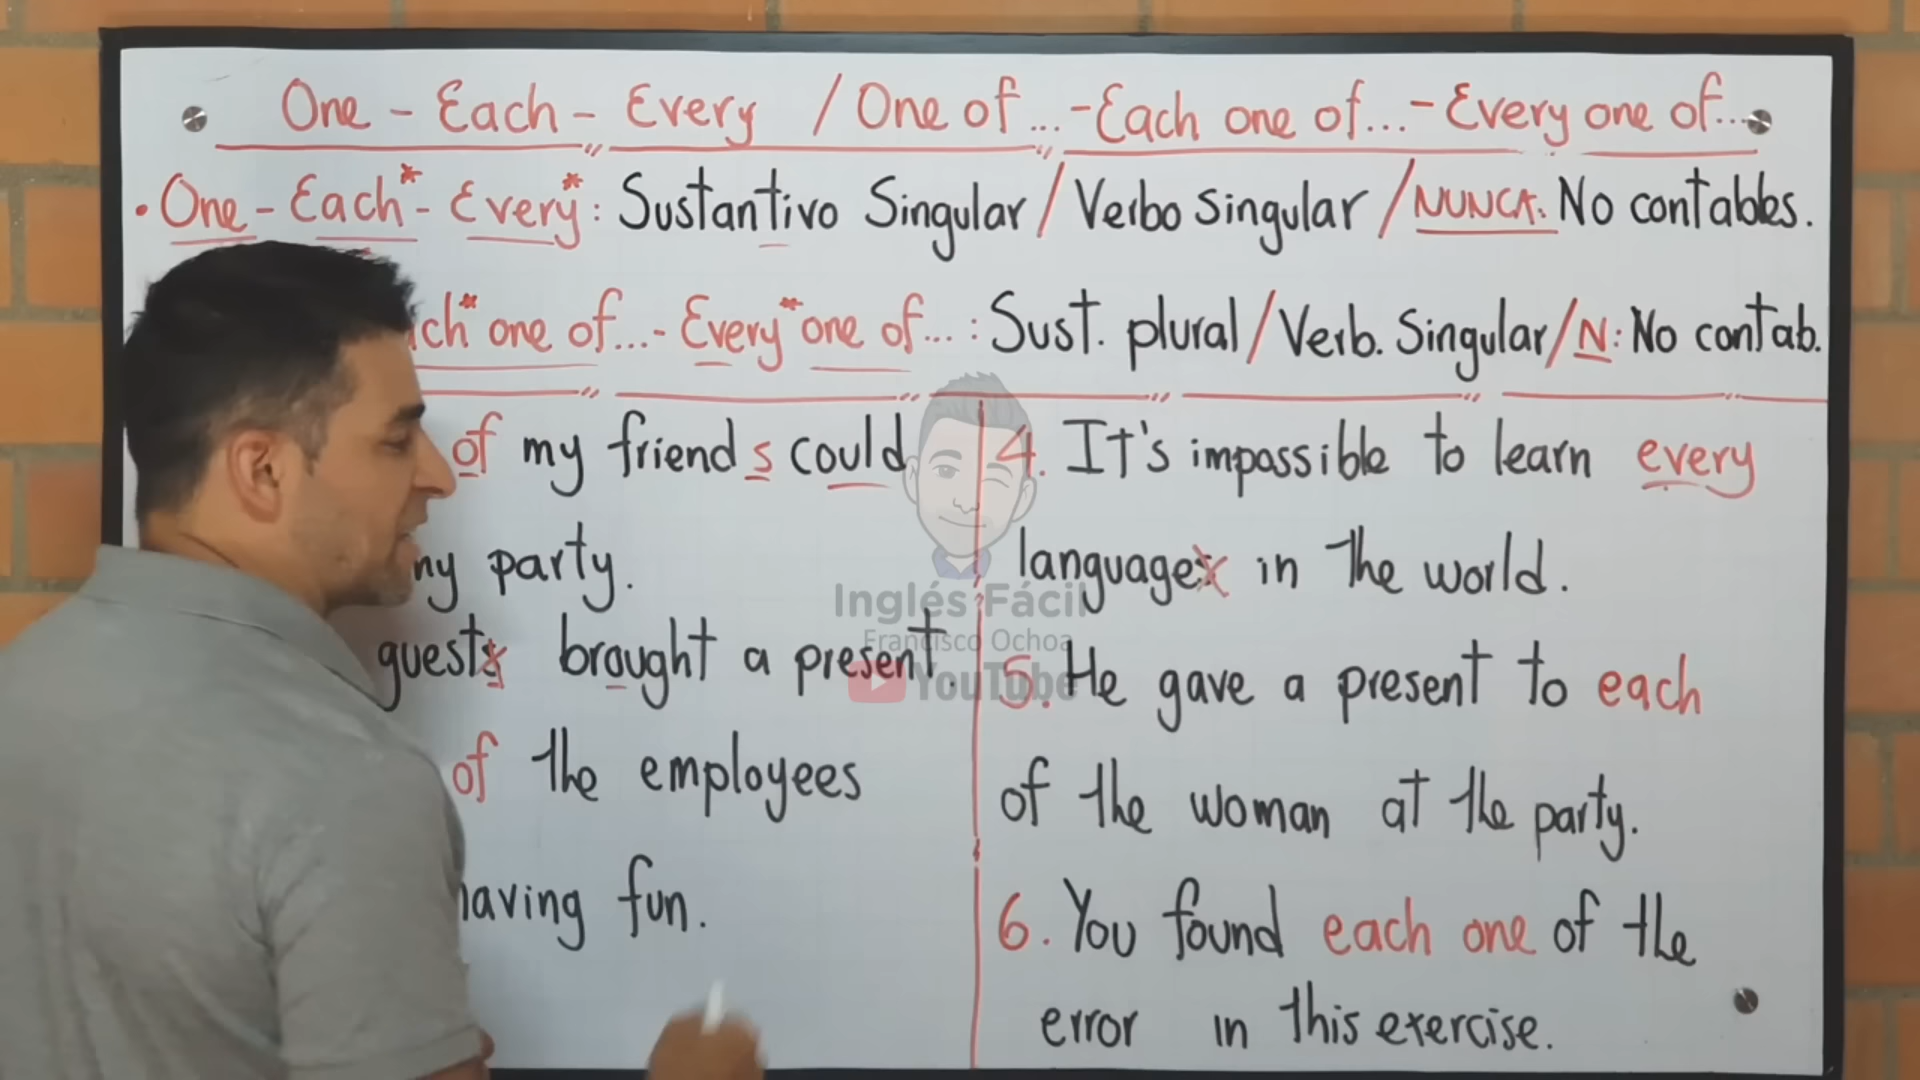 One - Each - Every / One of... - Each one of... - Every one of...
• One - Each* - Every*: Sustantivo Singular / Verbo singular / NUNCA: No contables.
one of... - Every* one of... : Sust. plural / Verb. Singular / N: No contab.
of my friends could
party.
guests brought a present.
of the employees
having fun.
4. It's impossible to learn every
languages in the world.
5. He gave a present to each
of the woman at the party.
6. You found each one of the
error in this exercise.
Inglés Fácil
Francisco Ochoa
YouTube